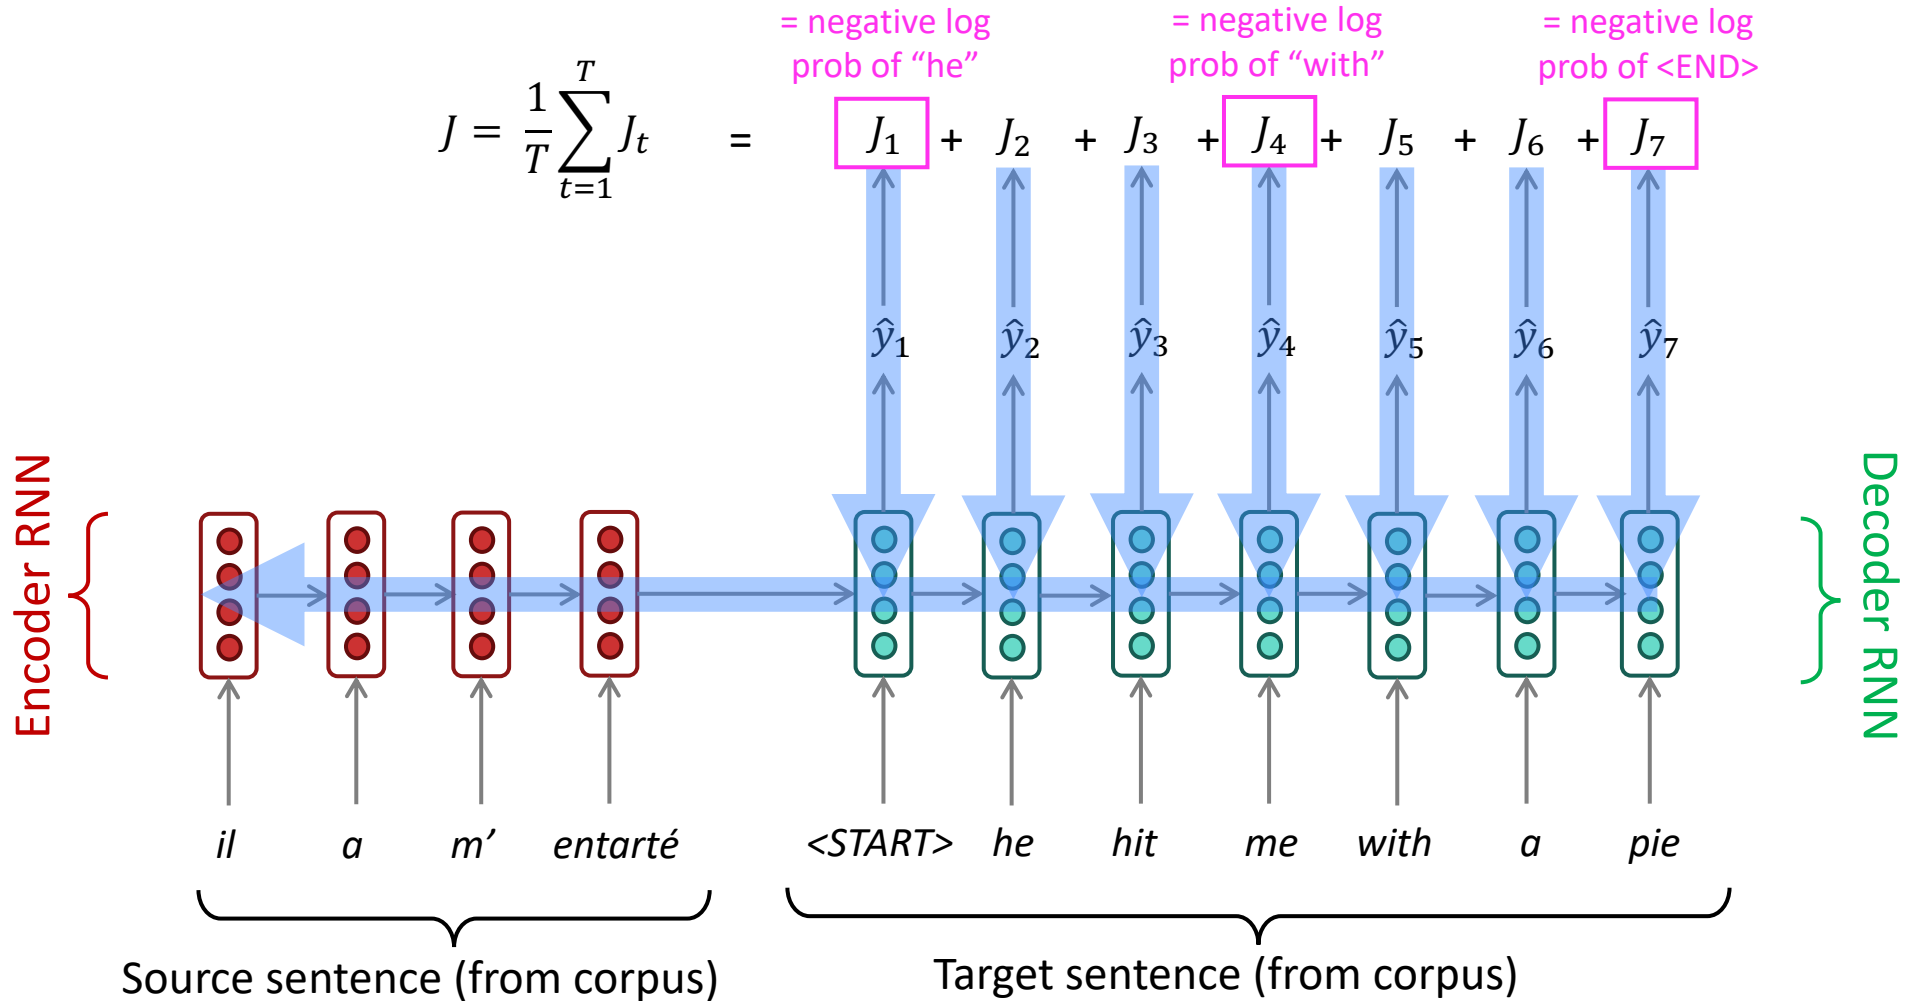 = negative log
prob of “he”
= negative log
prob of “with”
= negative log
prob of <END>
J = 1/T ∑_{t=1}^{T} J_t = J₁ + J₂ + J₃ + J₄ + J₅ + J₆ + J₇
ŷ₁ ŷ₂ ŷ₃ ŷ₄ ŷ₅ ŷ₆ ŷ₇
Encoder RNN
Decoder RNN
il a m’ entarté <START> he hit me with a pie
Source sentence (from corpus)
Target sentence (from corpus)